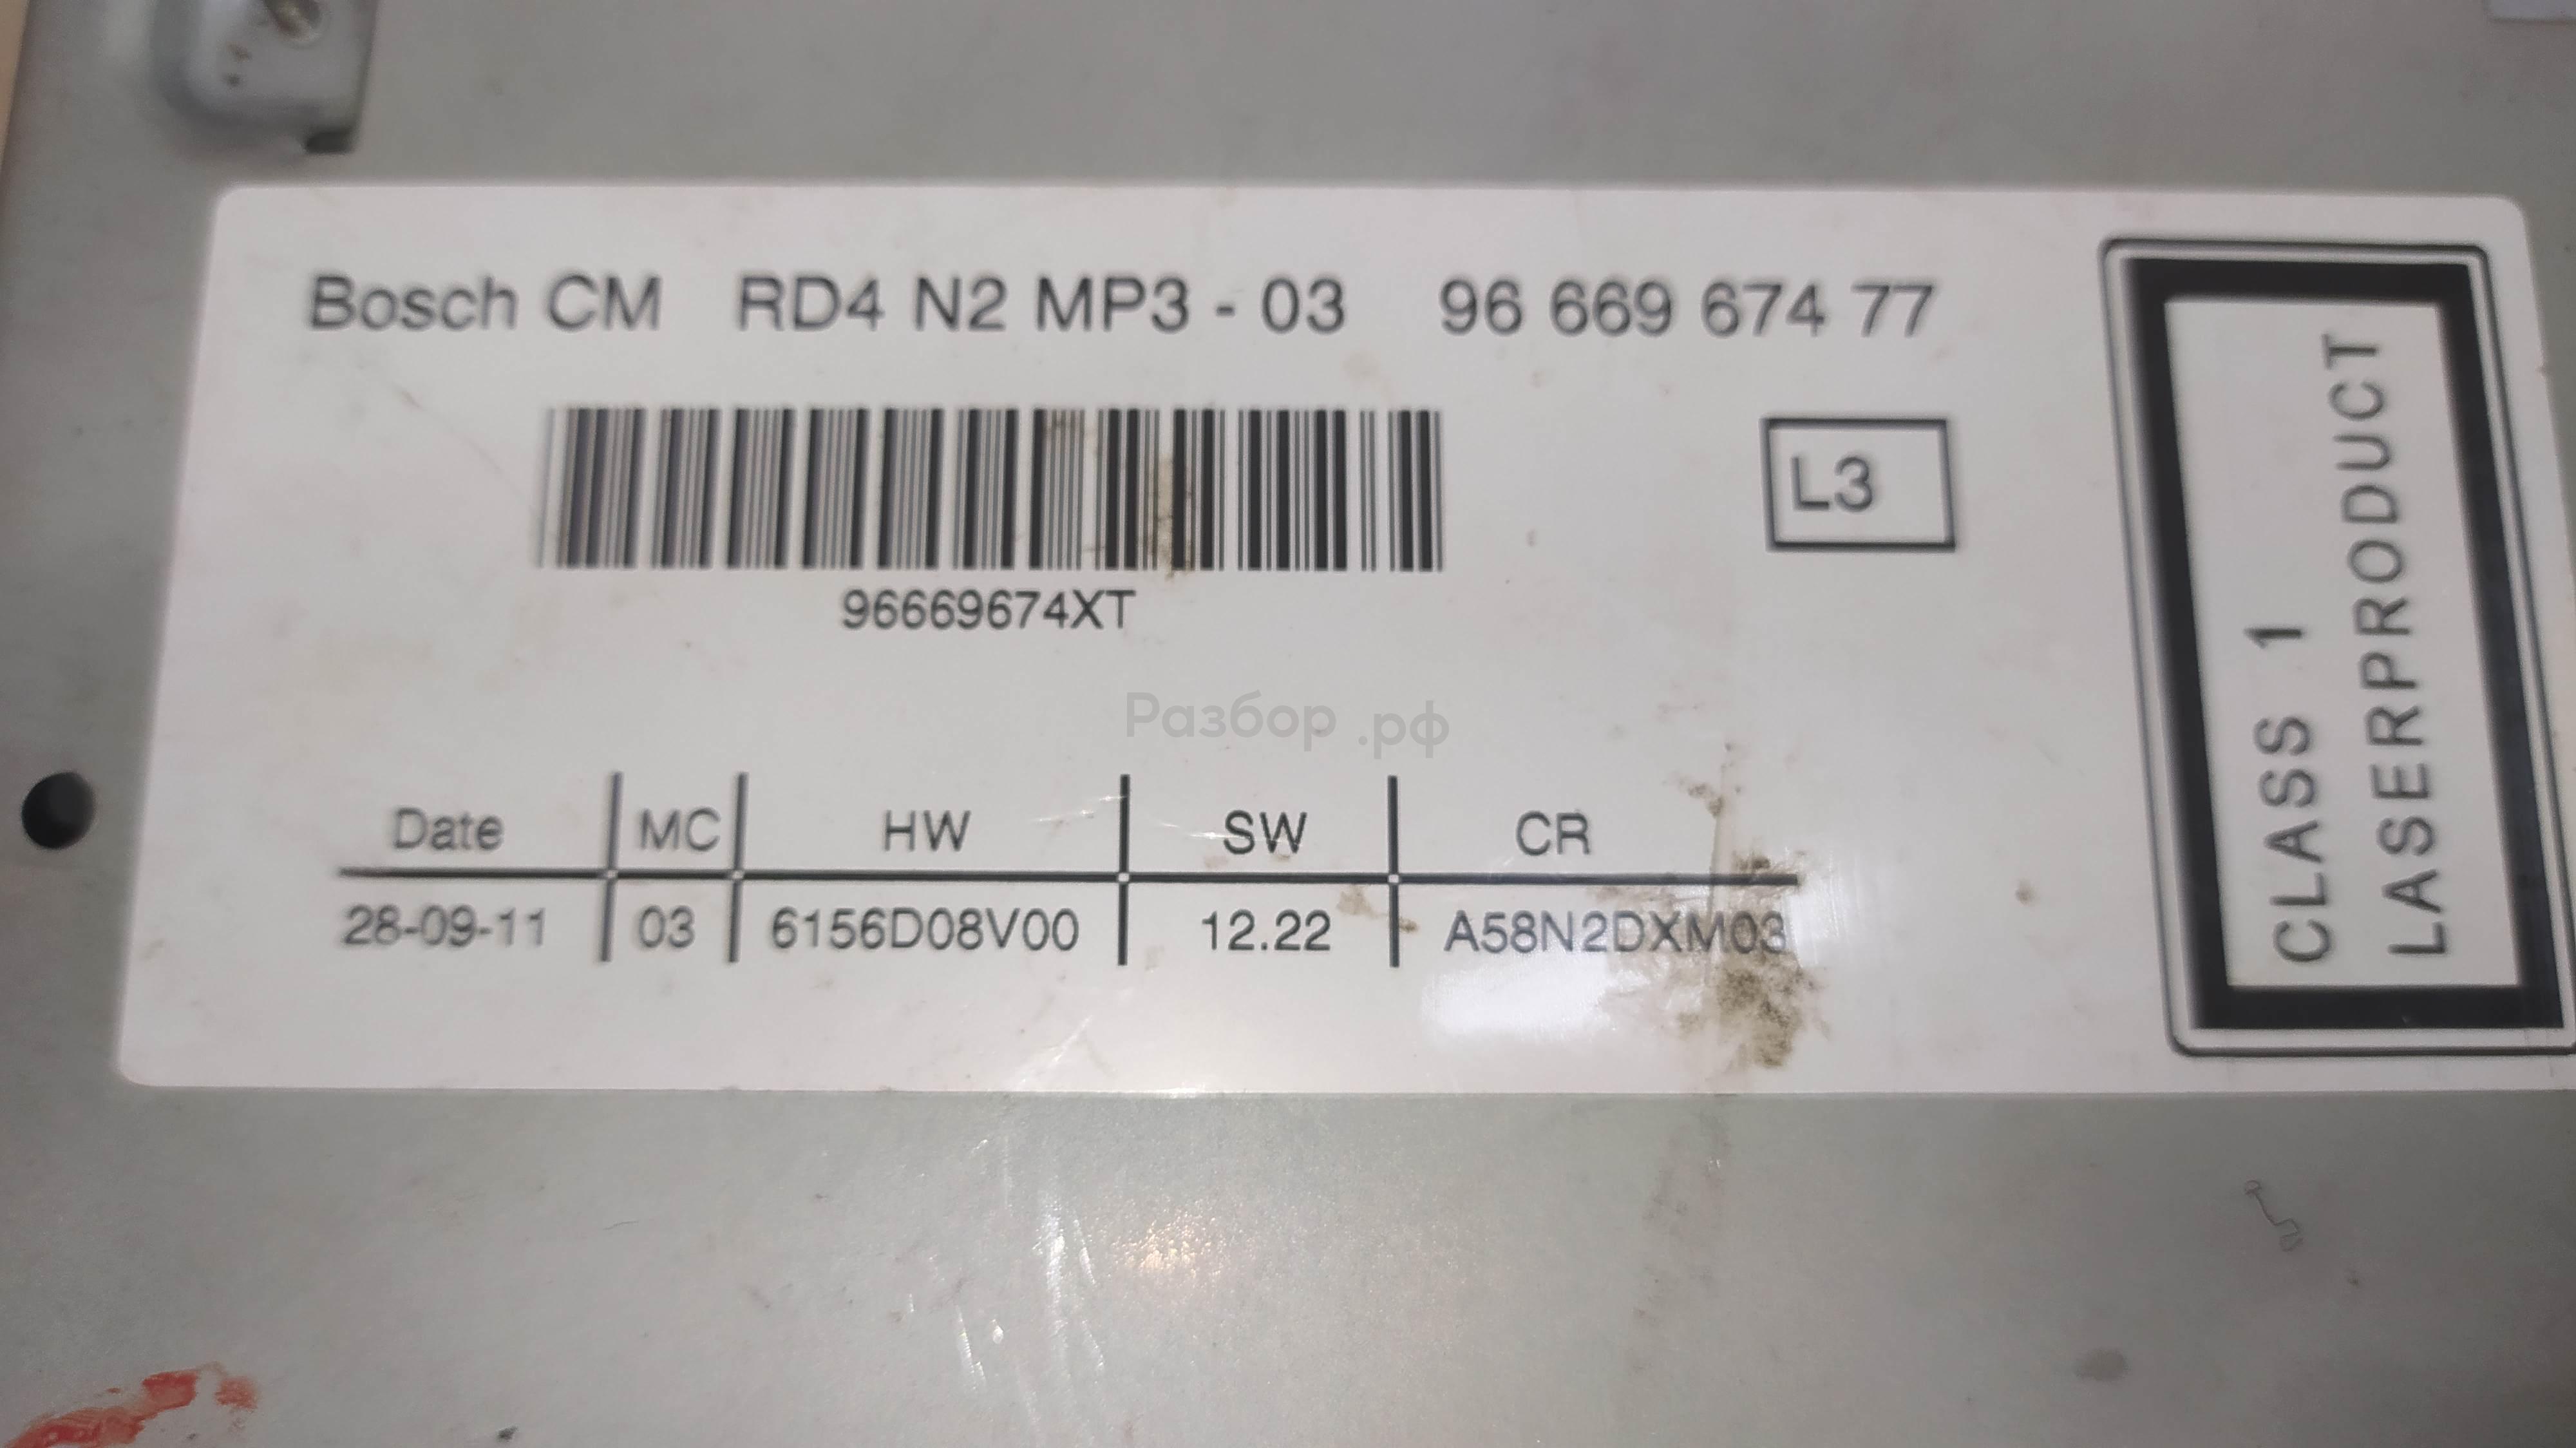 Bosch CM RD4 N2 MP3 - 03 96 669 674 77
L3
96669674XT
Разбор.рф
Date MC HW SW CR
28-09-11 03 6156D08V00 12.22 A58N2DXM03
CLASS 1
LASERPRODUCT